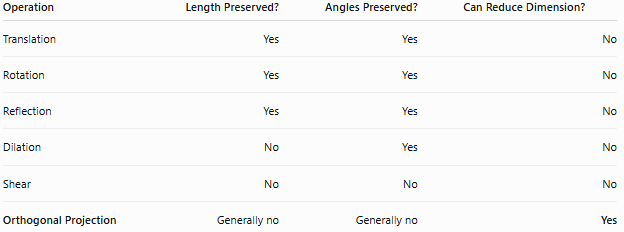 Operation Length Preserved? Angles Preserved? Can Reduce Dimension?
Translation Yes Yes No
Rotation Yes Yes No
Reflection Yes Yes No
Dilation No Yes No
Shear No No No
Orthogonal Projection Generally no Generally no Yes